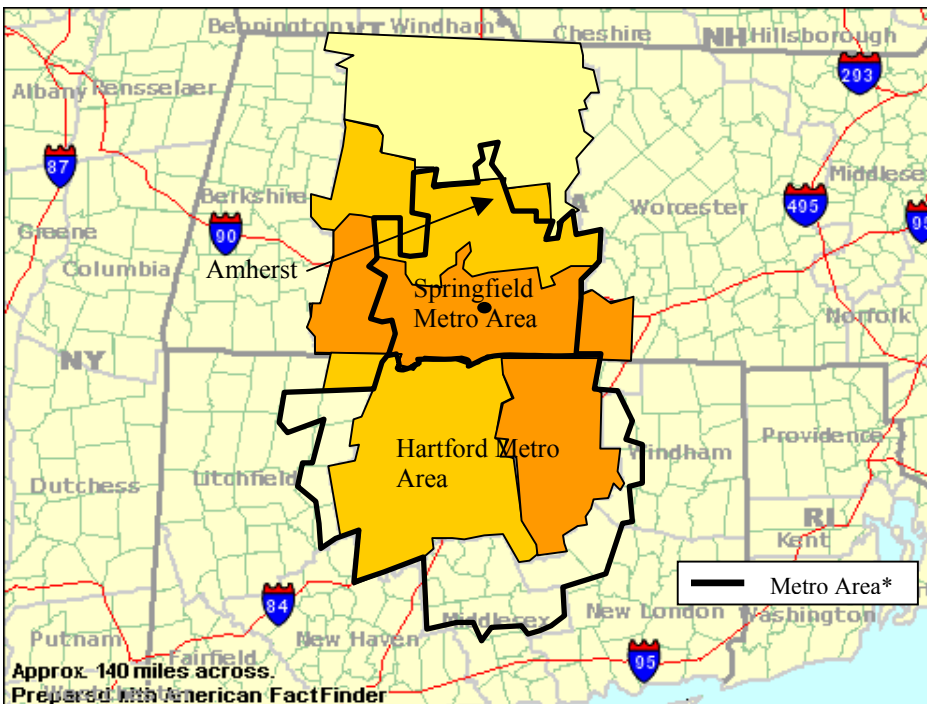 Bennington VT Windham*
Cheshire NH Hillsborough
293
Albany Rensselaer
87
Middlesex
Berkshire
Worcester
495
95
Greene
90
Columbia
Amherst
A
Springfield
Metro Area
Norfolk
NY
Hartford Metro
Area
Windham
Providence
Litchfield
Dutchess
RI
Kent
Metro Area*
84
Middlesex
New London
Washington
Putnam
New Haven
Fairfield
95
Approx. 140 miles across.
Prepared with American FactFinder